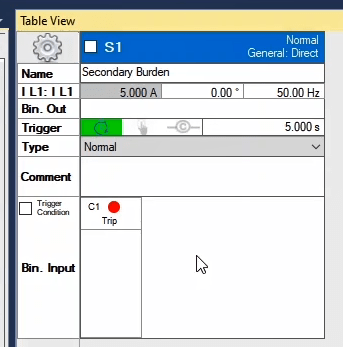 Table View
S1
Normal
General: Direct
Name
Secondary Burden
I L1: I L1
5.000 A
0.00 °
50.00 Hz
Bin. Out
Trigger
C
5.000 s
Type
Normal
Comment
Trigger
Condition
C1
Trip
Bin. Input